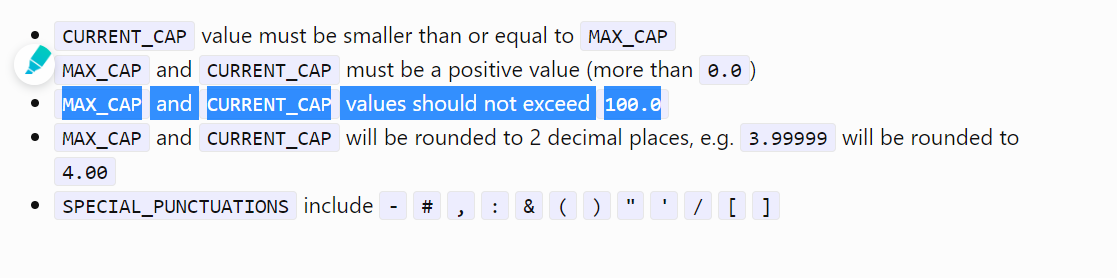 CURRENT_CAP value must be smaller than or equal to MAX_CAP
MAX_CAP and CURRENT_CAP must be a positive value (more than 0.0)
MAX_CAP and CURRENT_CAP values should not exceed 100.0
MAX_CAP and CURRENT_CAP will be rounded to 2 decimal places, e.g. 3.99999 will be rounded to
4.00
SPECIAL_PUNCTUATIONS include - # , : & ( ) " ' / [ ]